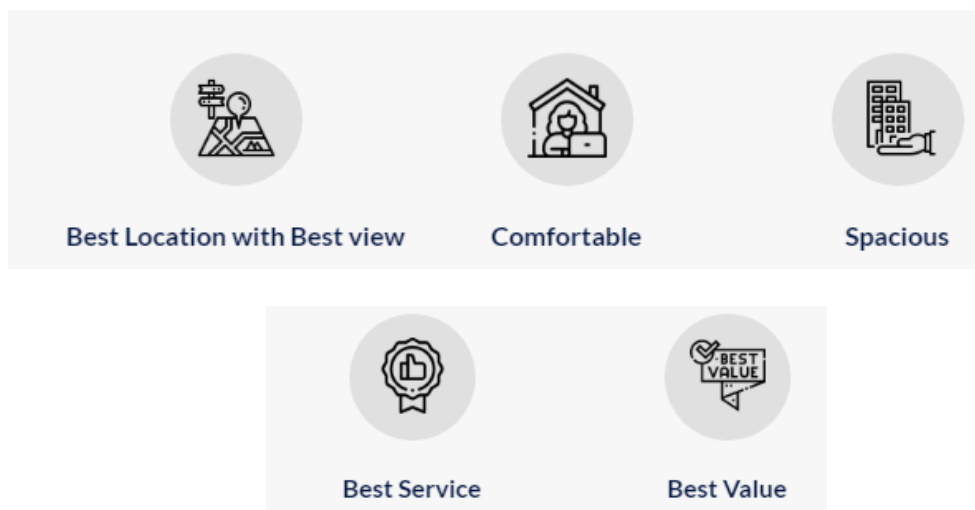 Best Location with Best view
Comfortable
Spacious
BEST
VALUE
Best Service
Best Value